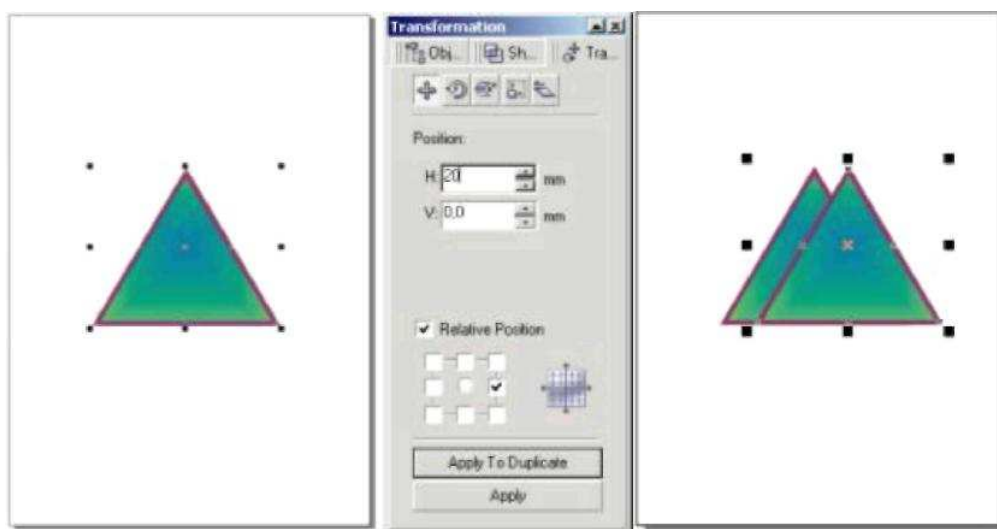 Transformation
Obj... Sh... Tra...
Position:
H: 20 mm
V: 0,0 mm
Relative Position
Apply To Duplicate
Apply